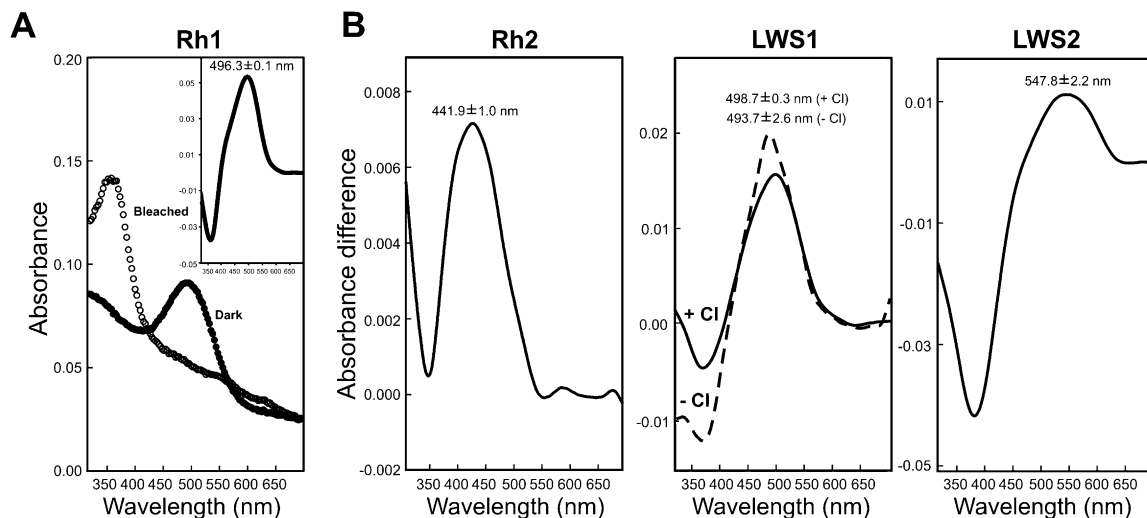 A
B
Rh1
Rh2
LWS1
LWS2
0.20
0.15
0.10
0.05
0.00
Absorbance
496.3±0.1 nm
0.05
0.03
0.01
-0.01
-0.03
-0.05
350 400 450 500 550 600 650
Bleached
Dark
350 400 450 500 550 600 650
Wavelength (nm)
Absorbance difference
0.008
0.006
0.004
0.002
0.000
-0.002
441.9±1.0 nm
350 400 450 500 550 600 650
Wavelength (nm)
0.02
0.01
0.00
-0.01
498.7±0.3 nm (+ Cl)
493.7±2.6 nm (- Cl)
+ Cl
- Cl
350 400 450 500 550 600 650
Wavelength (nm)
0.01
-0.01
-0.03
-0.05
547.8±2.2 nm
350 400 450 500 550 600 650
Wavelength (nm)